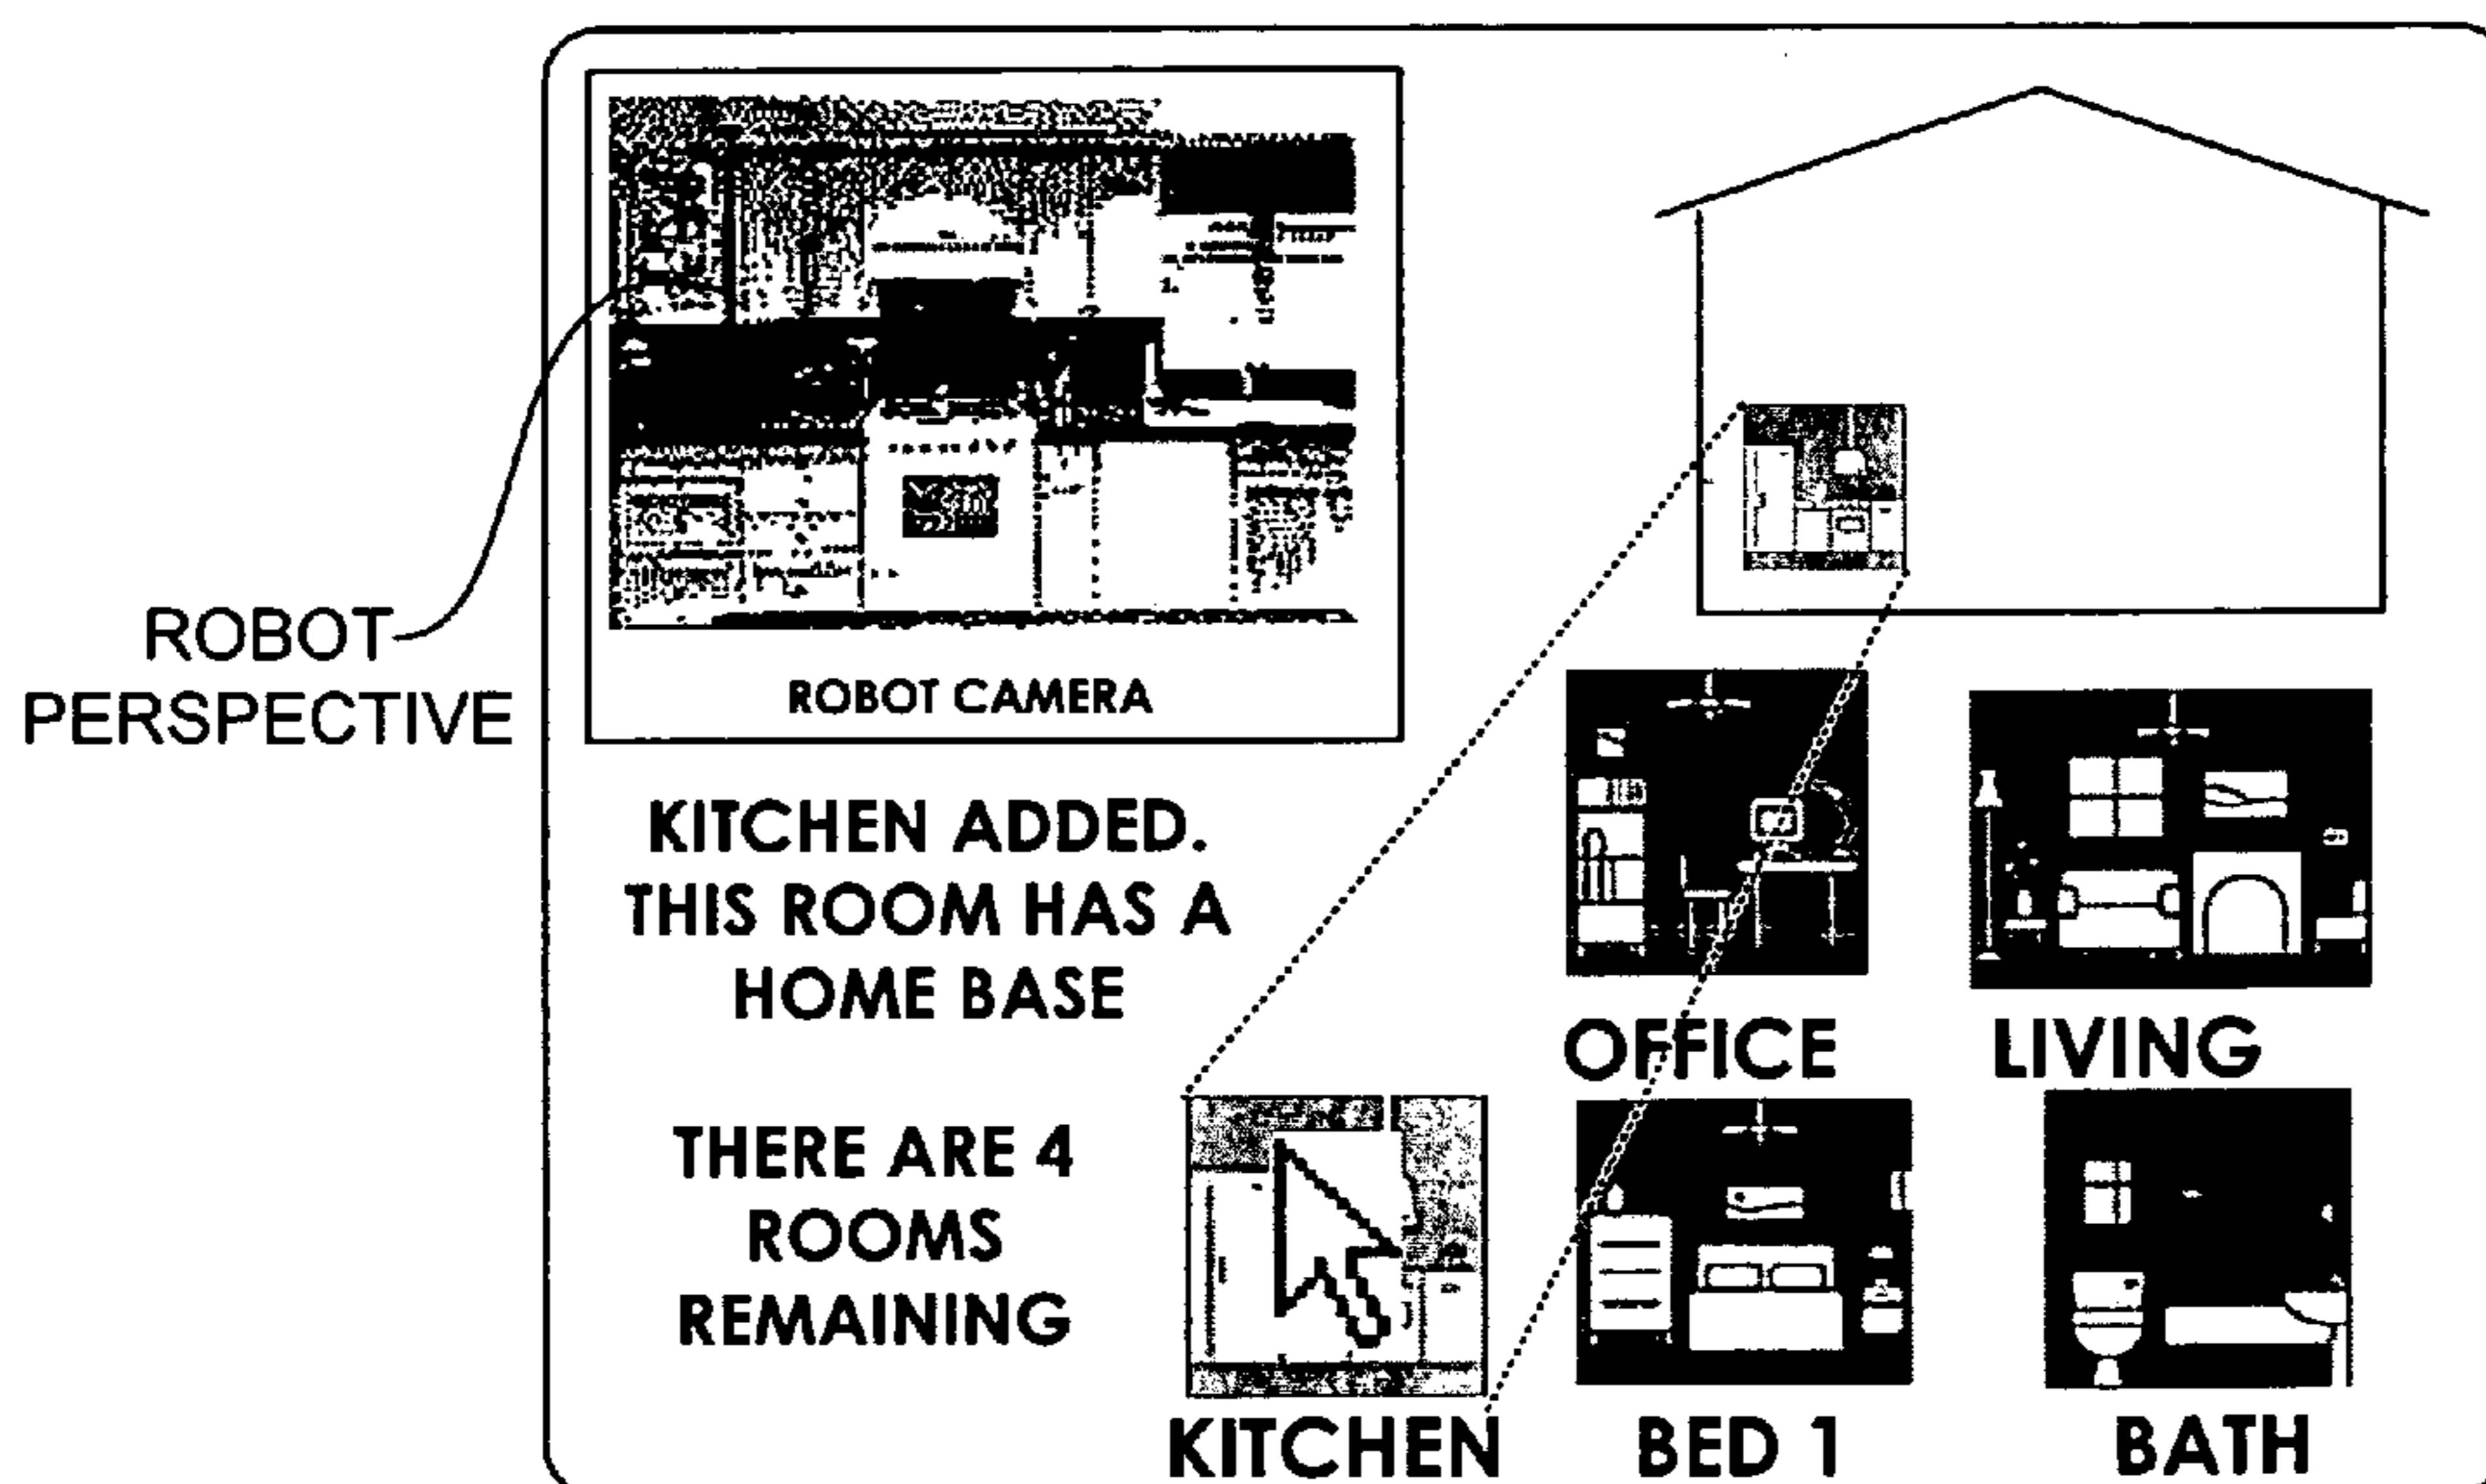 ROBOT
PERSPECTIVE
ROBOT CAMERA
KITCHEN ADDED.
THIS ROOM HAS A
HOME BASE
THERE ARE 4
ROOMS
REMAINING
OFFICE
LIVING
KITCHEN
BED 1
BATH